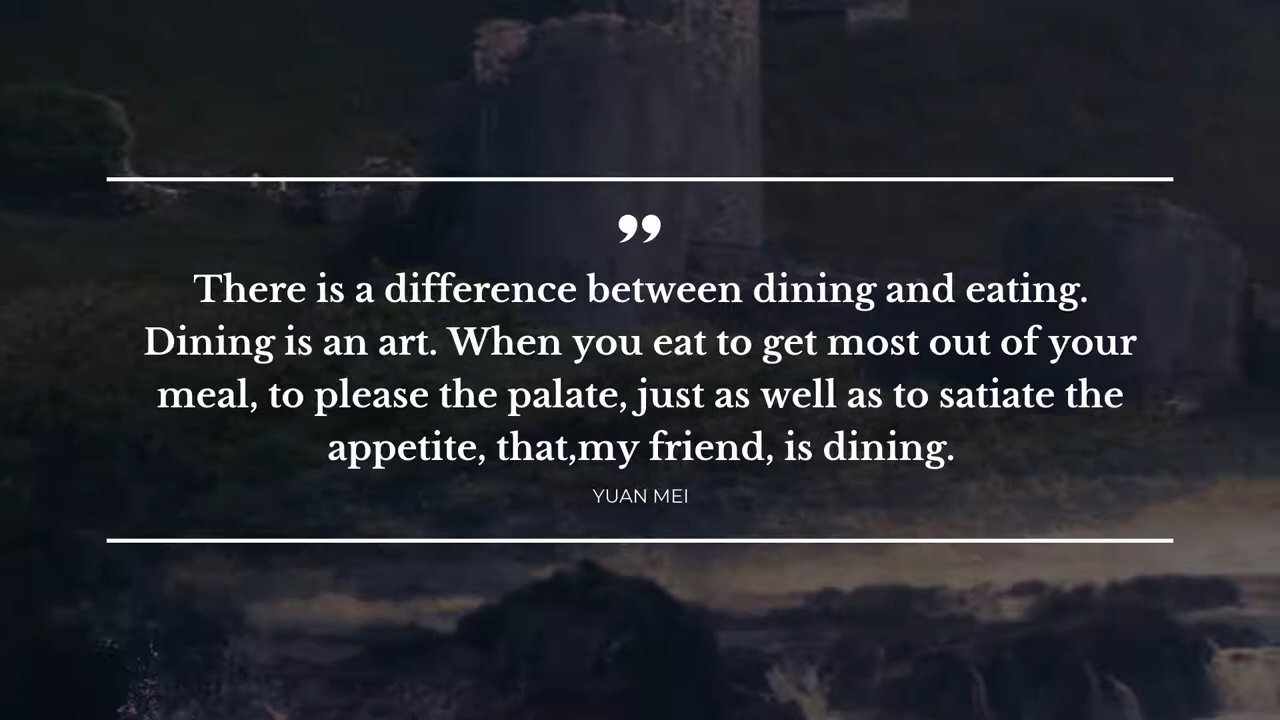 ”
There is a difference between dining and eating.
Dining is an art. When you eat to get most out of your
meal, to please the palate, just as well as to satiate the
appetite, that,my friend, is dining.
YUAN MEI